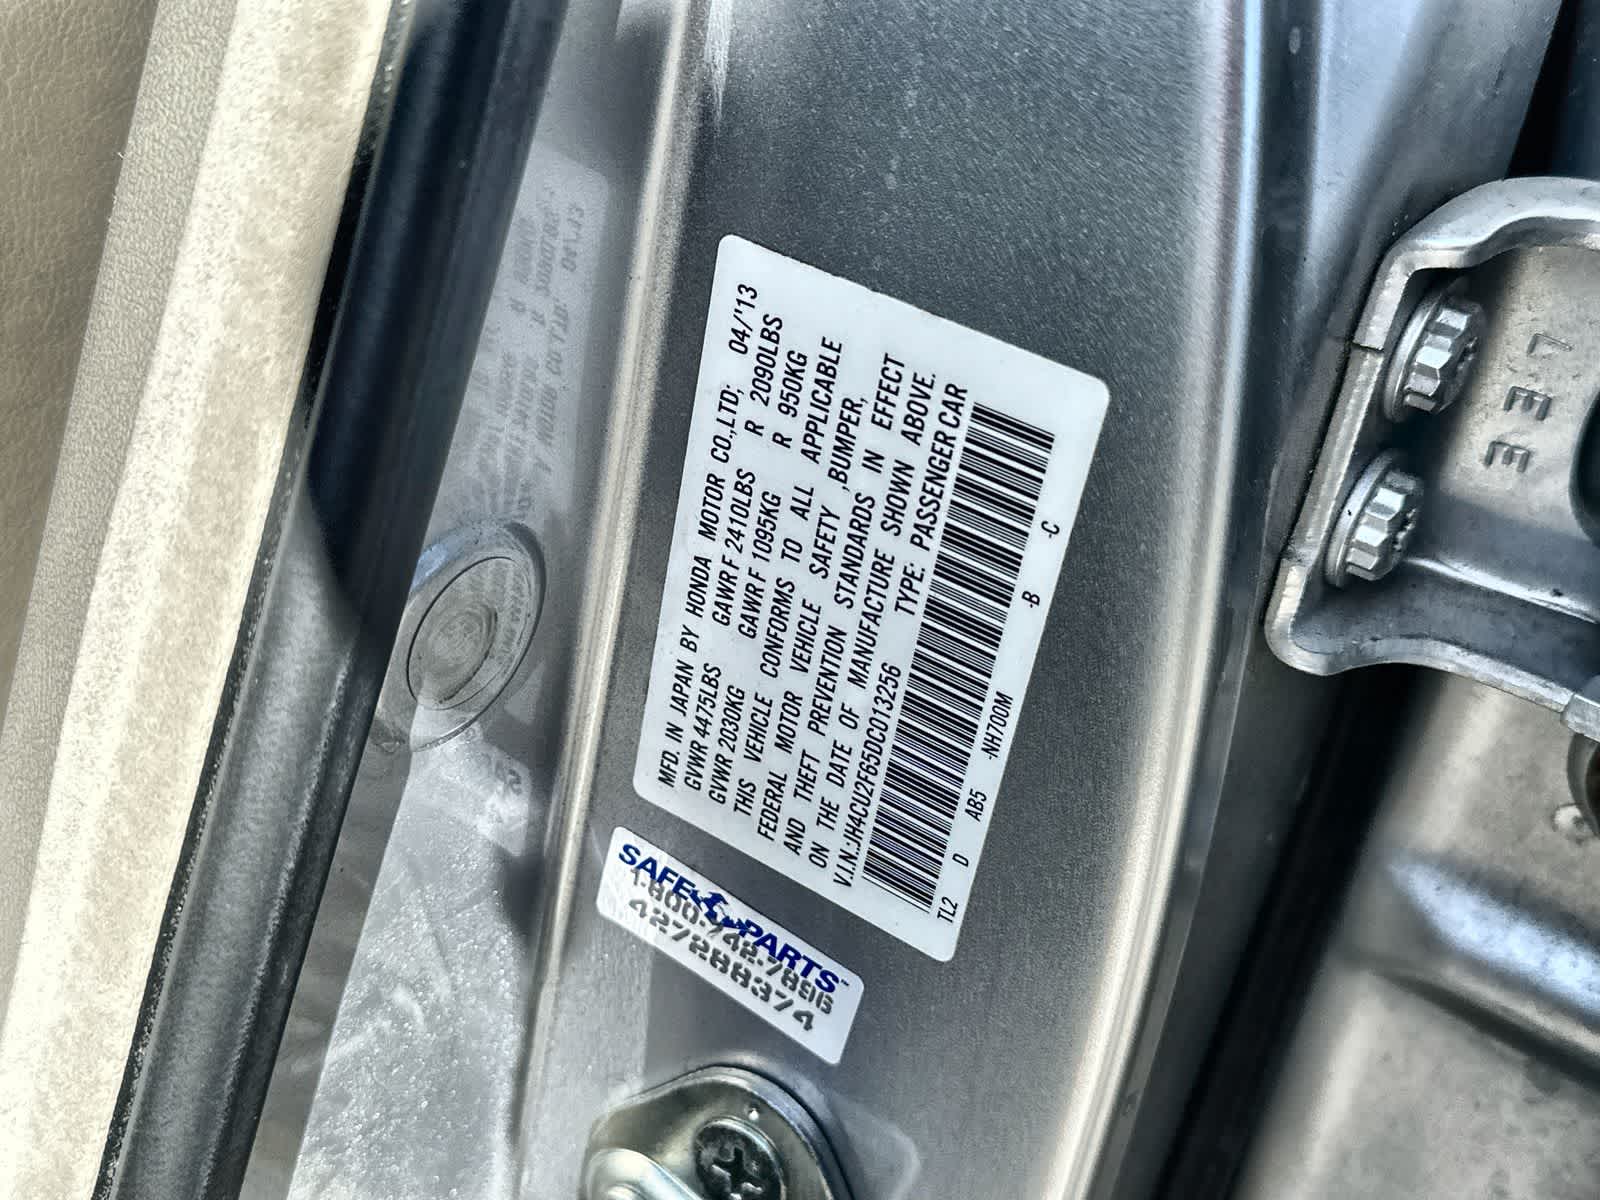 MFD. IN JAPAN BY HONDA MOTOR CO.,LTD; 04/'13
GVWR 4475LBS GAWR F 2410LBS R 2090LBS
GVWR 2030KG GAWR F 1095KG R 950KG
THIS VEHICLE CONFORMS TO ALL APPLICABLE
FEDERAL MOTOR VEHICLE SAFETY ,BUMPER,
AND THEFT PREVENTION STANDARDS IN EFFECT
ON THE DATE OF MANUFACTURE SHOWN ABOVE.
V.I.N.:JH4CU2F65DC013256 TYPE: PASSENGER CAR
TL2 D AB5 -NH700M -B -C
SAFE PARTS™
1-800-742-7896
427288374
LEE